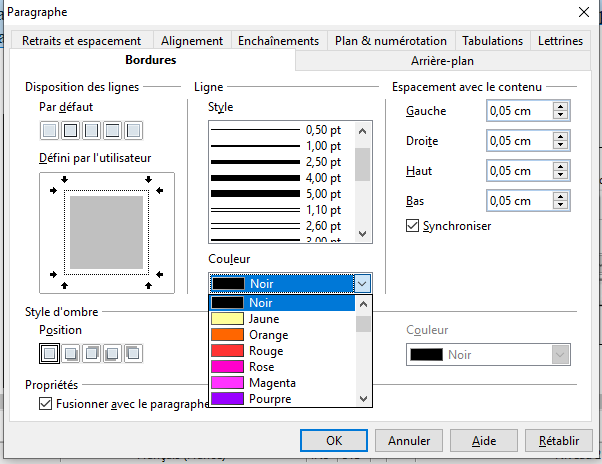 Paragraphe
Retraits et espacement Alignement Enchaînements Plan & numérotation Tabulations Lettrines
Bordures Arrière-plan
Disposition des lignes Ligne Espacement avec le contenu
Par défaut
Style
Gauche 0,05 cm
Droite 0,05 cm
Haut 0,05 cm
Bas 0,05 cm
Synchroniser
0,50 pt
1,00 pt
2,50 pt
4,00 pt
5,00 pt
1,10 pt
2,60 pt
3,00 pt
Défini par l'utilisateur
Couleur
Noir
Noir
Jaune
Orange
Rouge
Rose
Magenta
Pourpre
Style d'ombre
Position
Couleur
Noir
Propriétés
Fusionner avec le paragraphe
OK Annuler Aide Rétablir